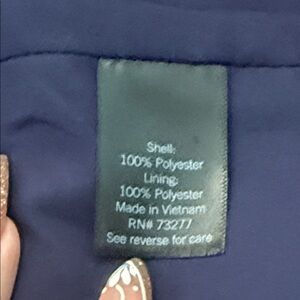 Shell:
100% Polyester
Lining:
100% Polyester
Made in Vietnam
RN# 73277
See reverse for care